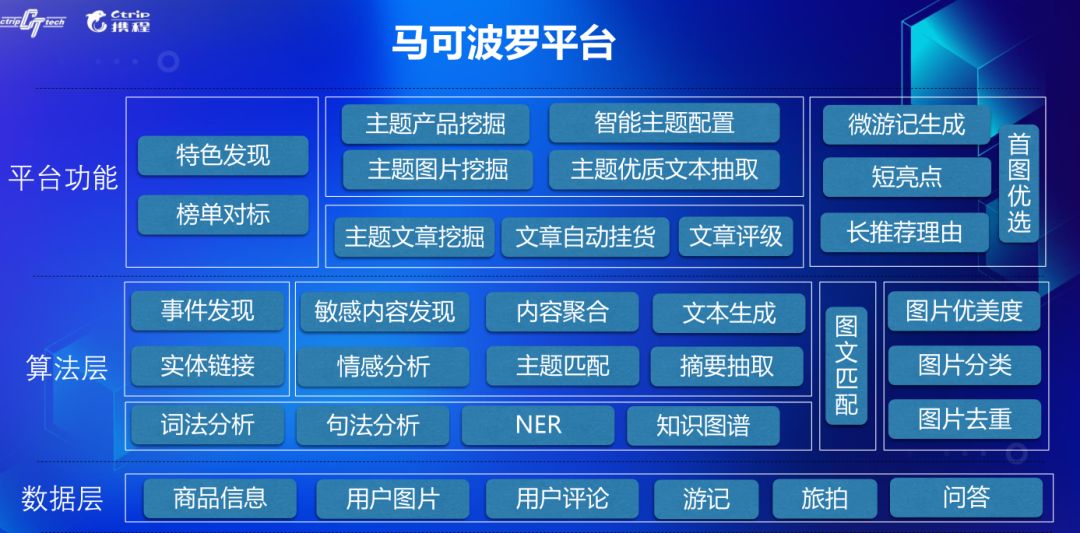 ctrip tech
Ctrip
携程
马可波罗平台
平台功能
特色发现
榜单对标
主题产品挖掘
智能主题配置
主题图片挖掘
主题优质文本抽取
主题文章挖掘
文章自动挂货
文章评级
微游记生成
短亮点
长推荐理由
首图优选
算法层
事件发现
实体链接
敏感内容发现
内容聚合
文本生成
情感分析
主题匹配
摘要抽取
词法分析
句法分析
NER
知识图谱
图文匹配
图片优美度
图片分类
图片去重
数据层
商品信息
用户图片
用户评论
游记
旅拍
问答